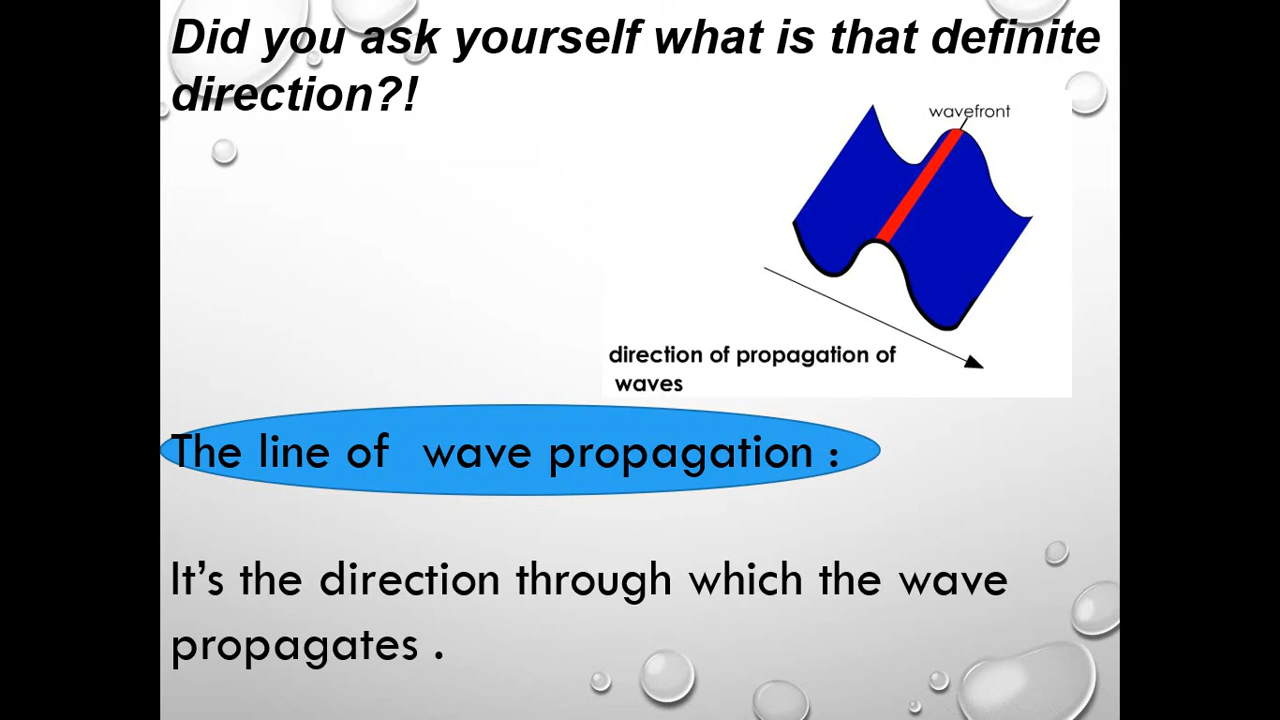 Did you ask yourself what is that definite
direction?!
wavefront
direction of propagation of
waves
The line of wave propagation :
It’s the direction through which the wave
propagates .